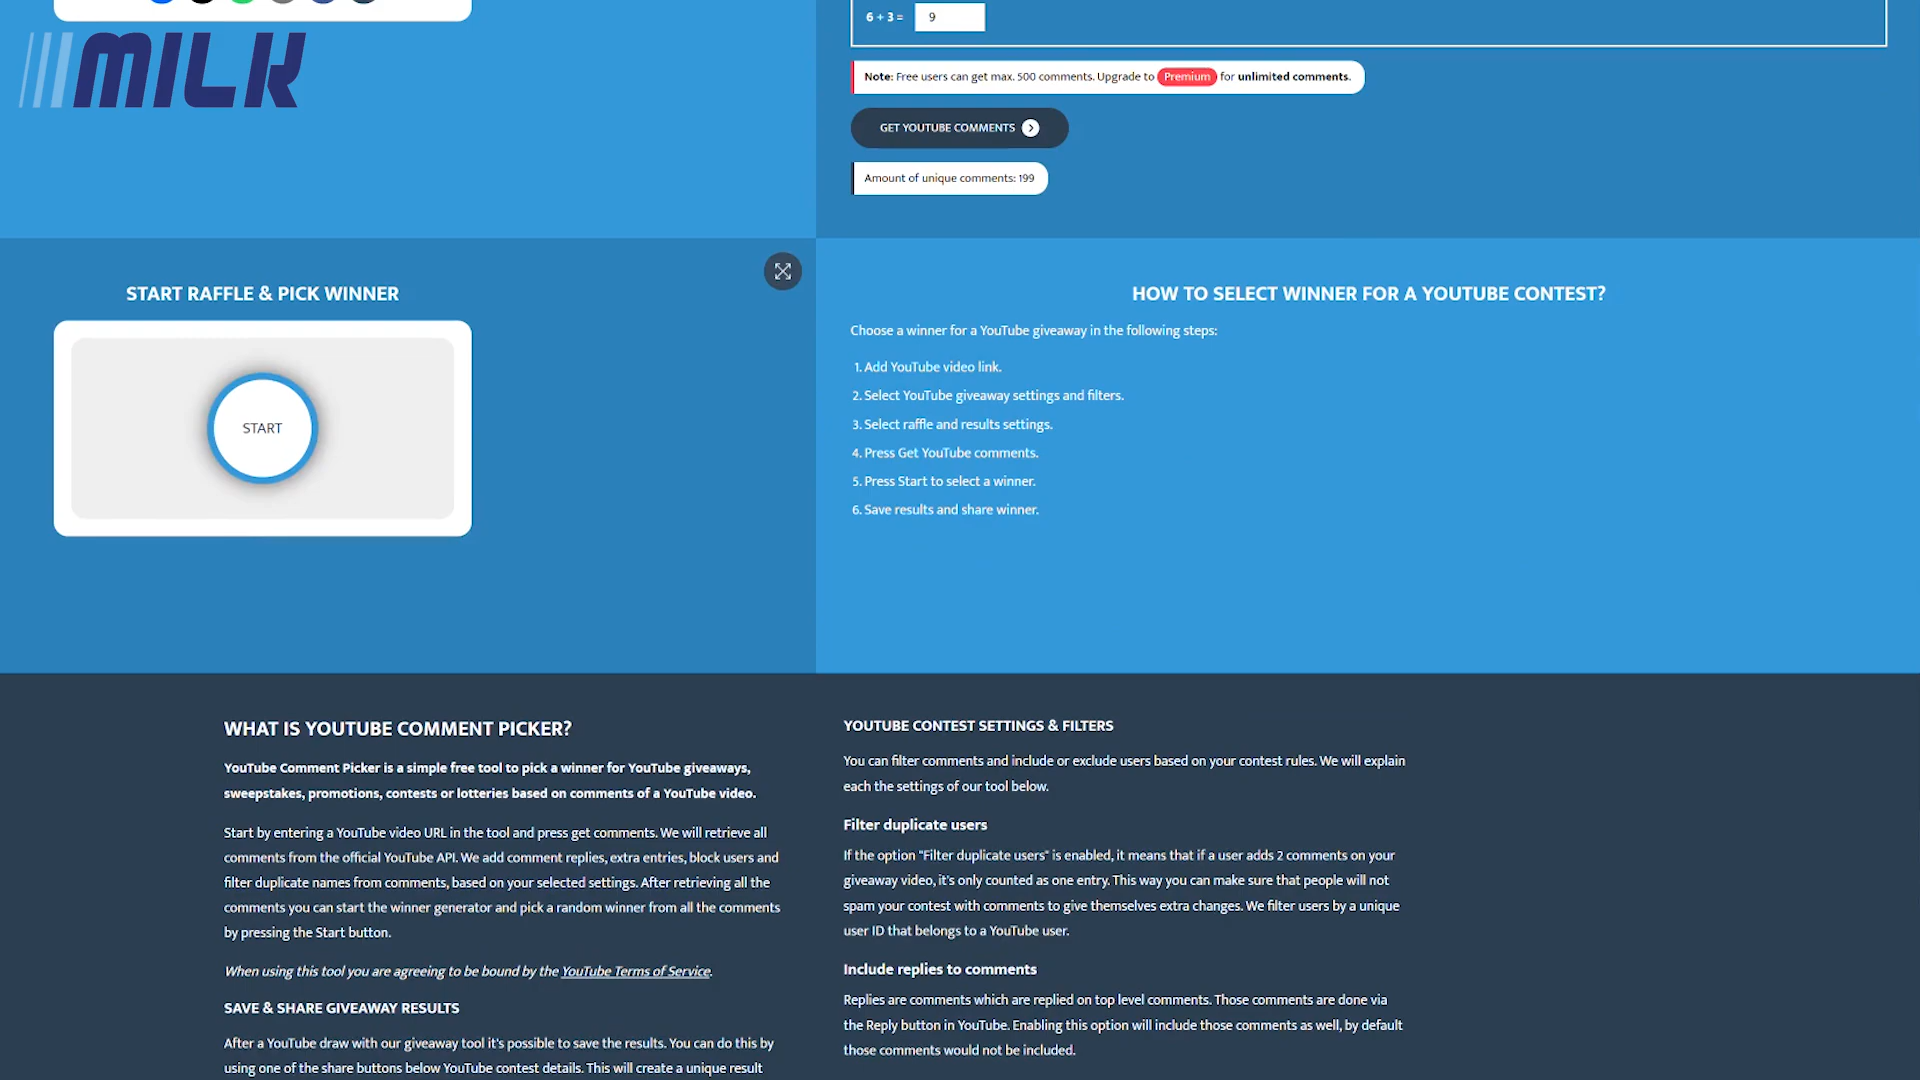 MILK
6 + 3 = 9
Note: Free users can get max. 500 comments. Upgrade to Premium for unlimited comments.
GET YOUTUBE COMMENTS
Amount of unique comments: 199
START RAFFLE & PICK WINNER
START
HOW TO SELECT WINNER FOR A YOUTUBE CONTEST?
Choose a winner for a YouTube giveaway in the following steps:
1. Add YouTube video link.
2. Select YouTube giveaway settings and filters.
3. Select raffle and results settings.
4. Press Get YouTube comments.
5. Press Start to select a winner.
6. Save results and share winner.
WHAT IS YOUTUBE COMMENT PICKER?
YouTube Comment Picker is a simple free tool to pick a winner for YouTube giveaways,
sweepstakes, promotions, contests or lotteries based on comments of a YouTube video.
Start by entering a YouTube video URL in the tool and press get comments. We will retrieve all
comments from the official YouTube API. We add comment replies, extra entries, block users and
filter duplicate names from comments, based on your selected settings. After retrieving all the
comments you can start the winner generator and pick a random winner from all the comments
by pressing the Start button.
When using this tool you are agreeing to be bound by the YouTube Terms of Service.
SAVE & SHARE GIVEAWAY RESULTS
After a YouTube draw with our giveaway tool it's possible to save the results. You can do this by
using one of the share buttons below YouTube contest details. This will create a unique result
YOUTUBE CONTEST SETTINGS & FILTERS
You can filter comments and include or exclude users based on your contest rules. We will explain
each the settings of our tool below.
Filter duplicate users
If the option "Filter duplicate users" is enabled, it means that if a user adds 2 comments on your
giveaway video, it's only counted as one entry. This way you can make sure that people will not
spam your contest with comments to give themselves extra changes. We filter users by a unique
user ID that belongs to a YouTube user.
Include replies to comments
Replies are comments which are replied on top level comments. Those comments are done via
the Reply button in YouTube. Enabling this option will include those comments as well, by default
those comments would not be included.